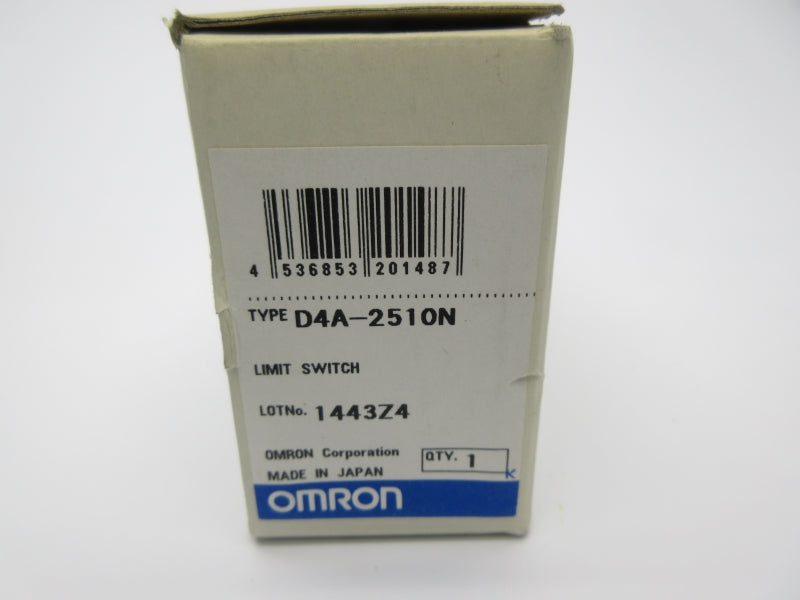 4 536853 201487
TYPE D4A-2510N
LIMIT SWITCH
LOTNo. 1443Z4
OMRON Corporation
QTY. 1
MADE IN JAPAN
K
OMRON